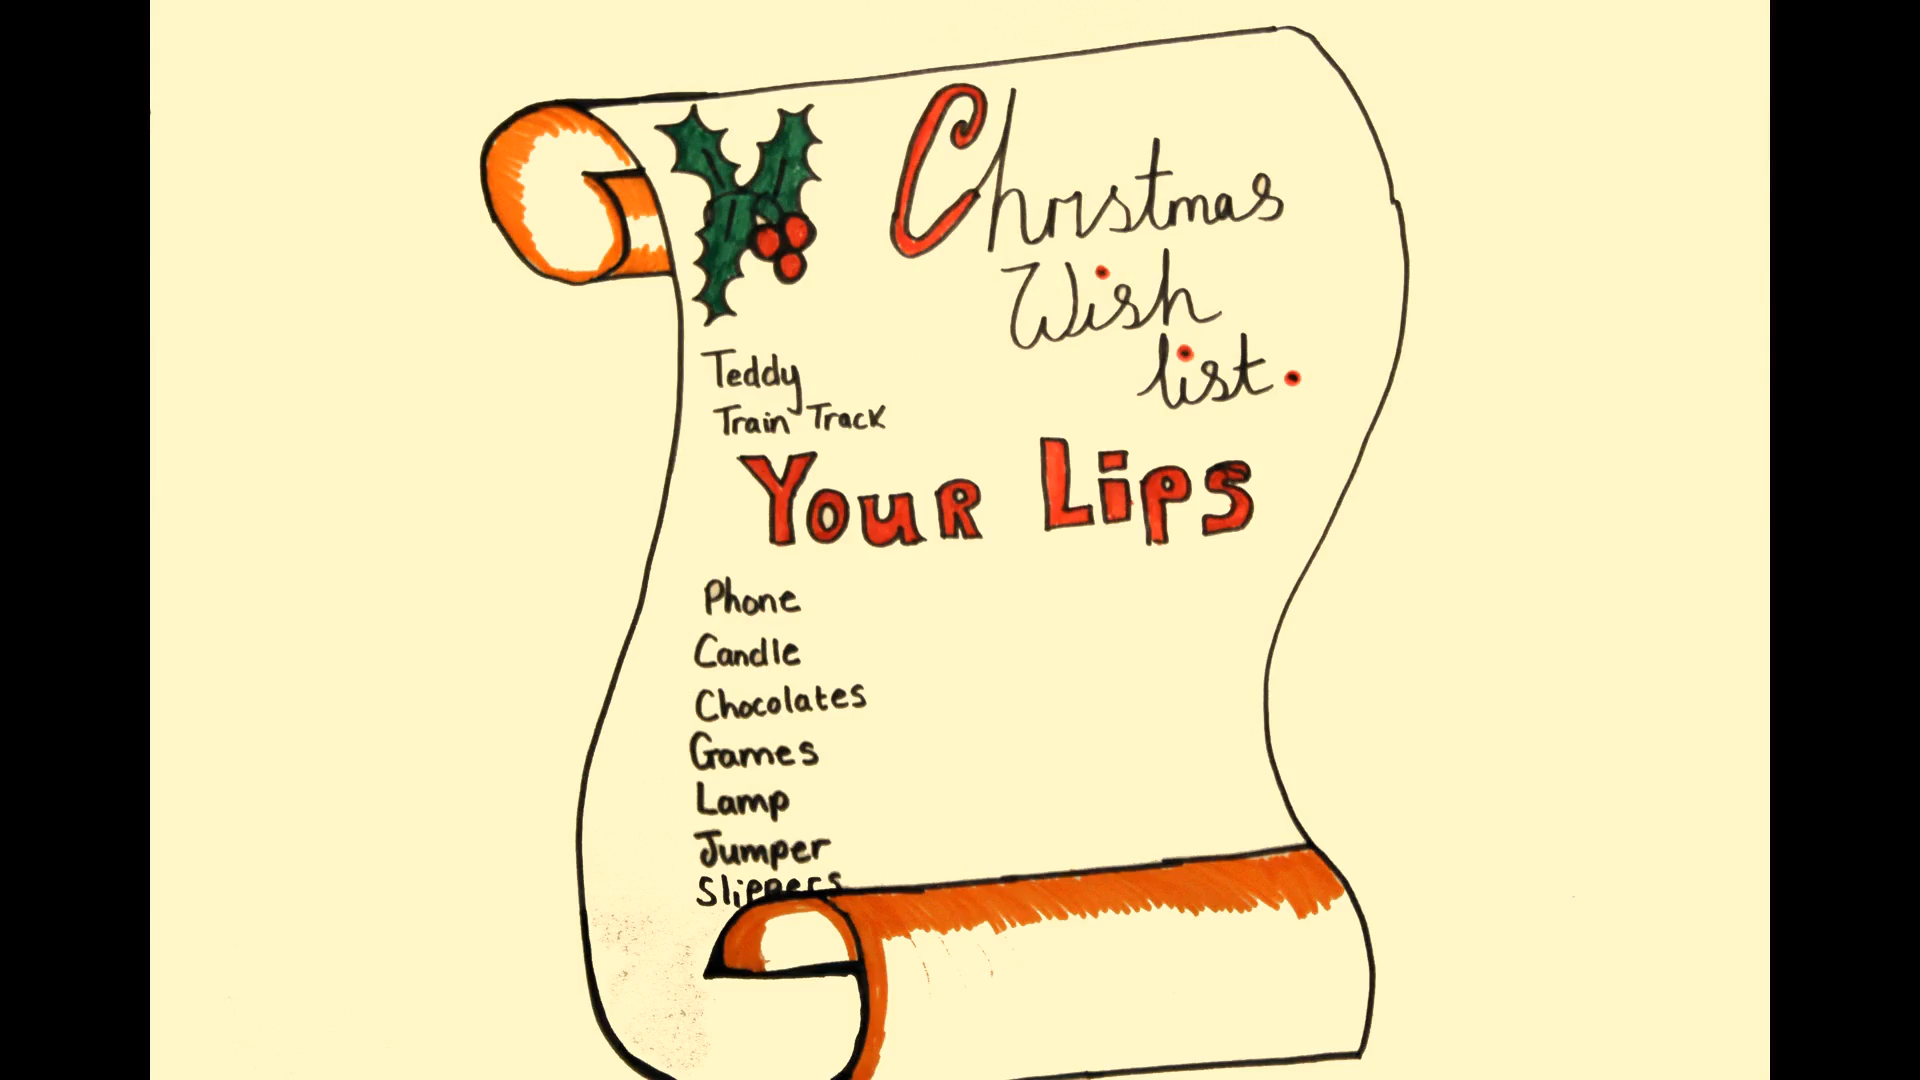 Christmas
Wish
list.
Teddy
Train Track
Your Lips
Phone
Candle
Chocolates
Games
Lamp
Jumper
Slippers